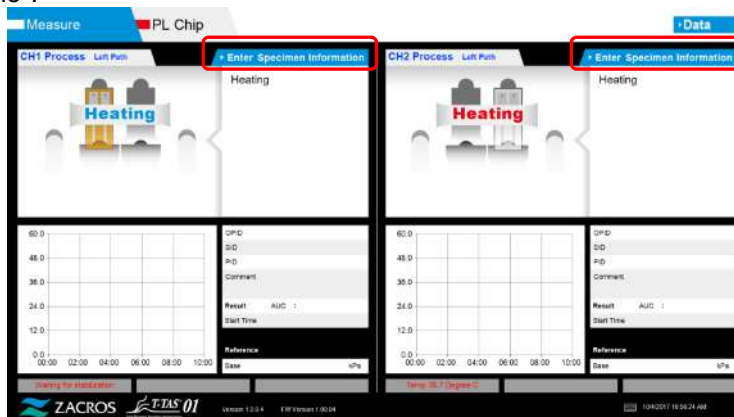 Measure
PL Chip
Data
CH1 Process Left Path
Enter Specimen Information
Heating
Heating
60.0
48.0
36.0
24.0
12.0
0.0
00:00 02:00 04:00 06:00 08:00 10:00
OPID
SID
PID
Comment
Result AUC :
Start Time
Reference
Base kPa
Waiting for stabilization
CH2 Process Left Path
Enter Specimen Information
Heating
Heating
60.0
48.0
36.0
24.0
12.0
0.0
00:00 02:00 04:00 06:00 08:00 10:00
OPID
SID
PID
Comment
Result AUC :
Start Time
Reference
Base kPa
ZACROS T-TAS 01